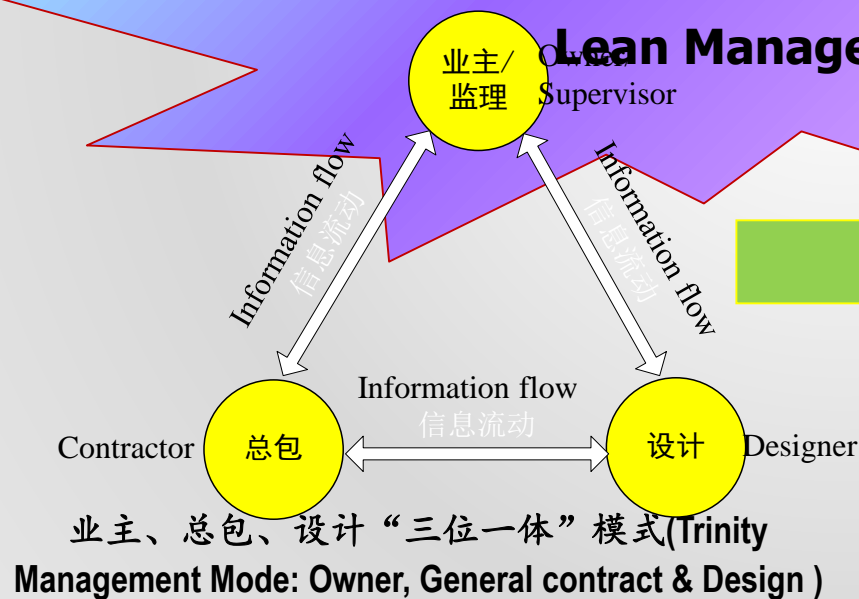 Lean Manage
业主/
监理
Owner/
Supervisor
Information flow
信息流动
Information flow
信息流动
Information flow
信息流动
Contractor
总包
设计
Designer
业主、总包、设计“三位一体”模式(Trinity
Management Mode: Owner, General contract & Design )